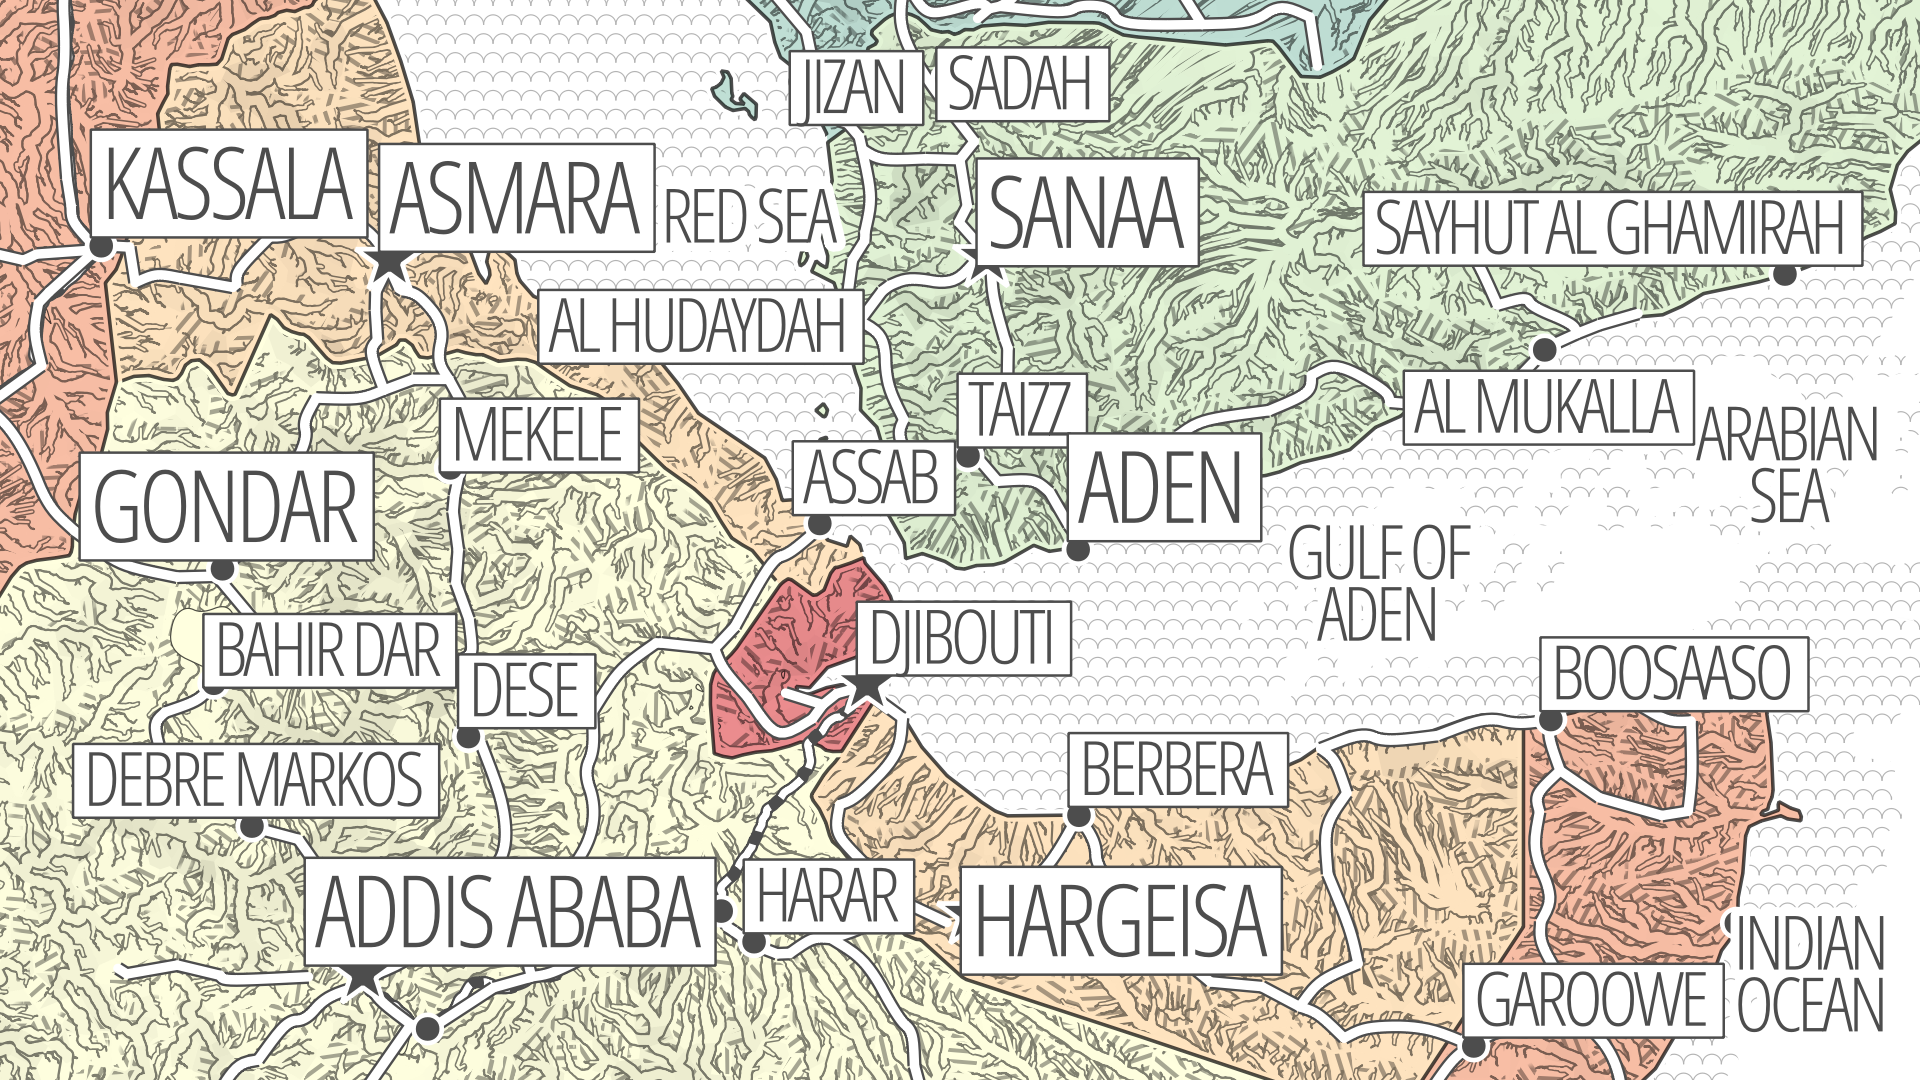 JIZAN
SADAH
KASSALA
ASMARA
RED SEA
SANAA
SAYHUT AL GHAMIRAH
AL HUDAYDAH
TAIZZ
AL MUKALLA
ARABIAN
SEA
MEKELE
ASSAB
ADEN
GONDAR
GULF OF
ADEN
BAHIR DAR
DJIBOUTI
DESE
BOOSAASO
DEBRE MARKOS
BERBERA
ADDIS ABABA
HARAR
HARGEISA
INDIAN
OCEAN
GAROOWE